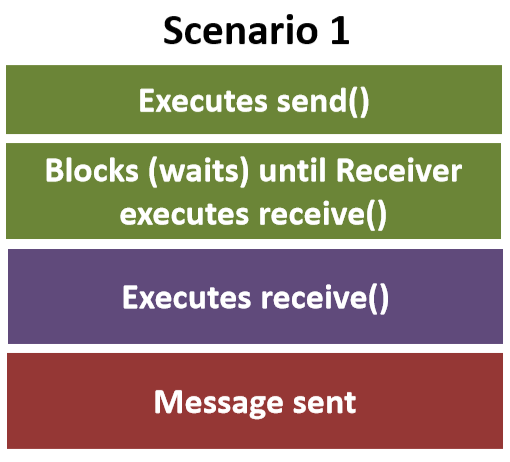 Scenario 1
Executes send()
Blocks (waits) until Receiver
executes receive()
Executes receive()
Message sent